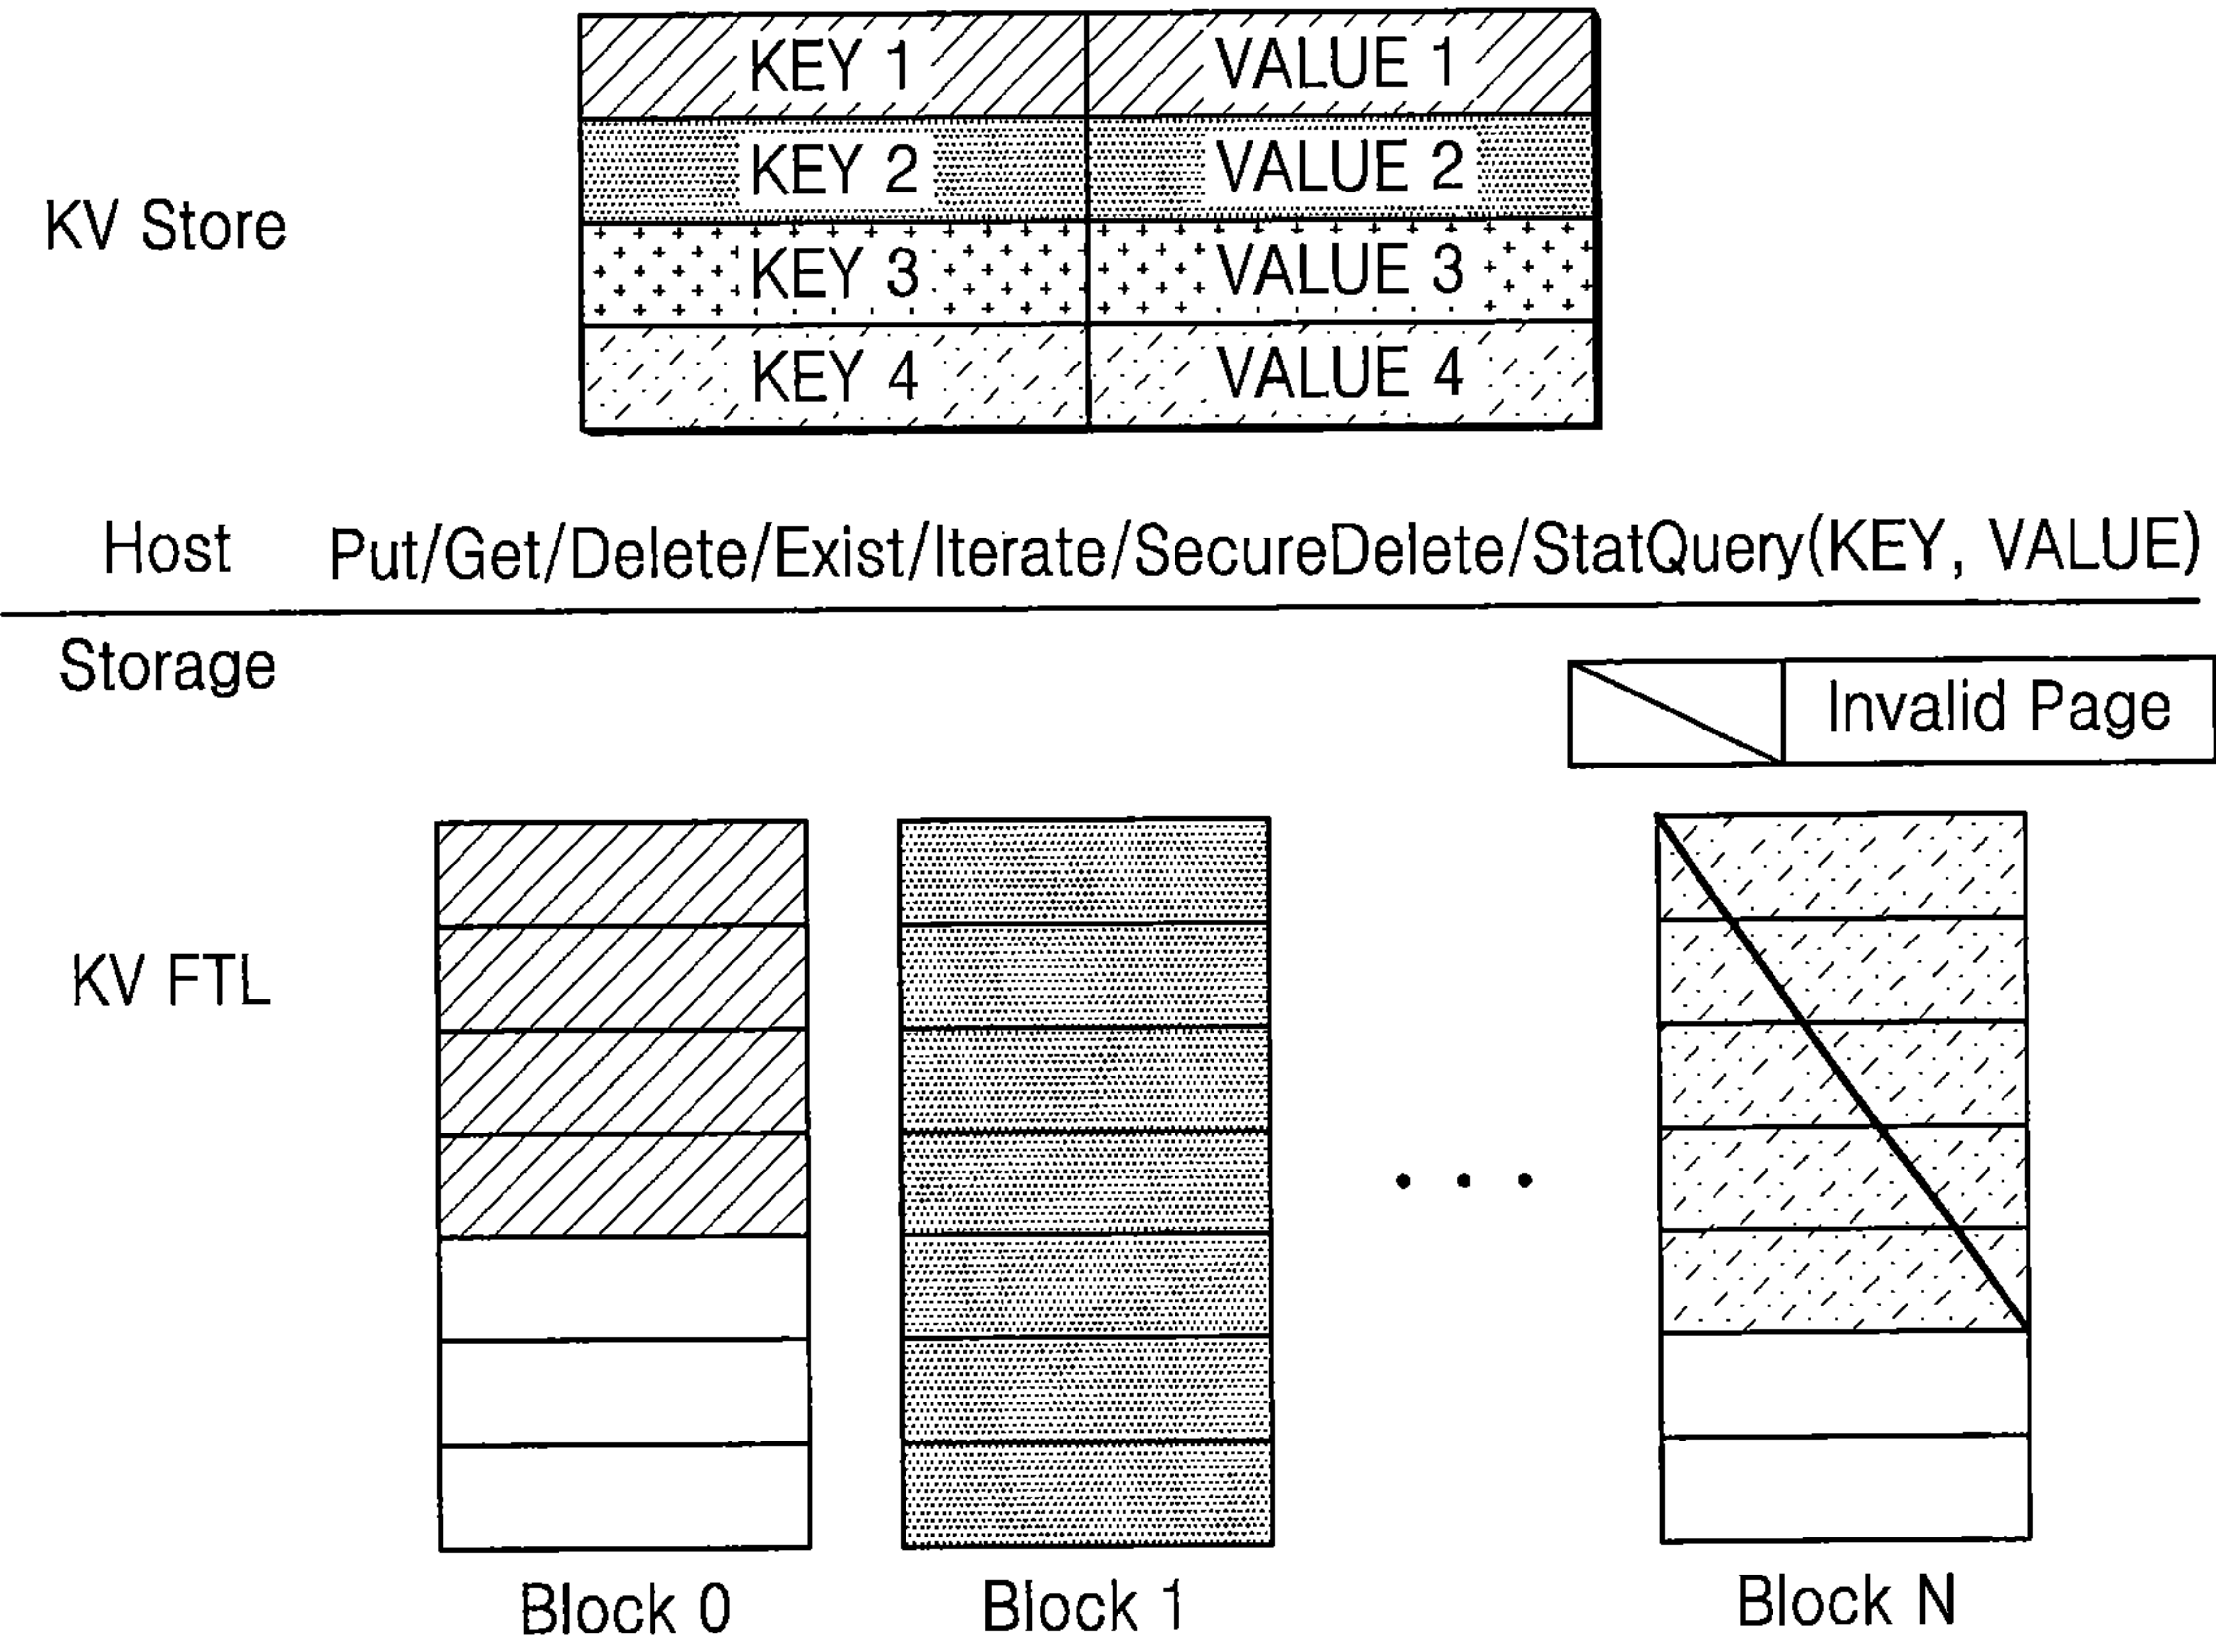 KEY 1 VALUE 1
KEY 2 VALUE 2
KV Store
KEY 3 VALUE 3
KEY 4 VALUE 4
Host Put/Get/Delete/Exist/Iterate/SecureDelete/StatQuery(KEY, VALUE)
Storage
Invalid Page
KV FTL
Block 0 Block 1 Block N